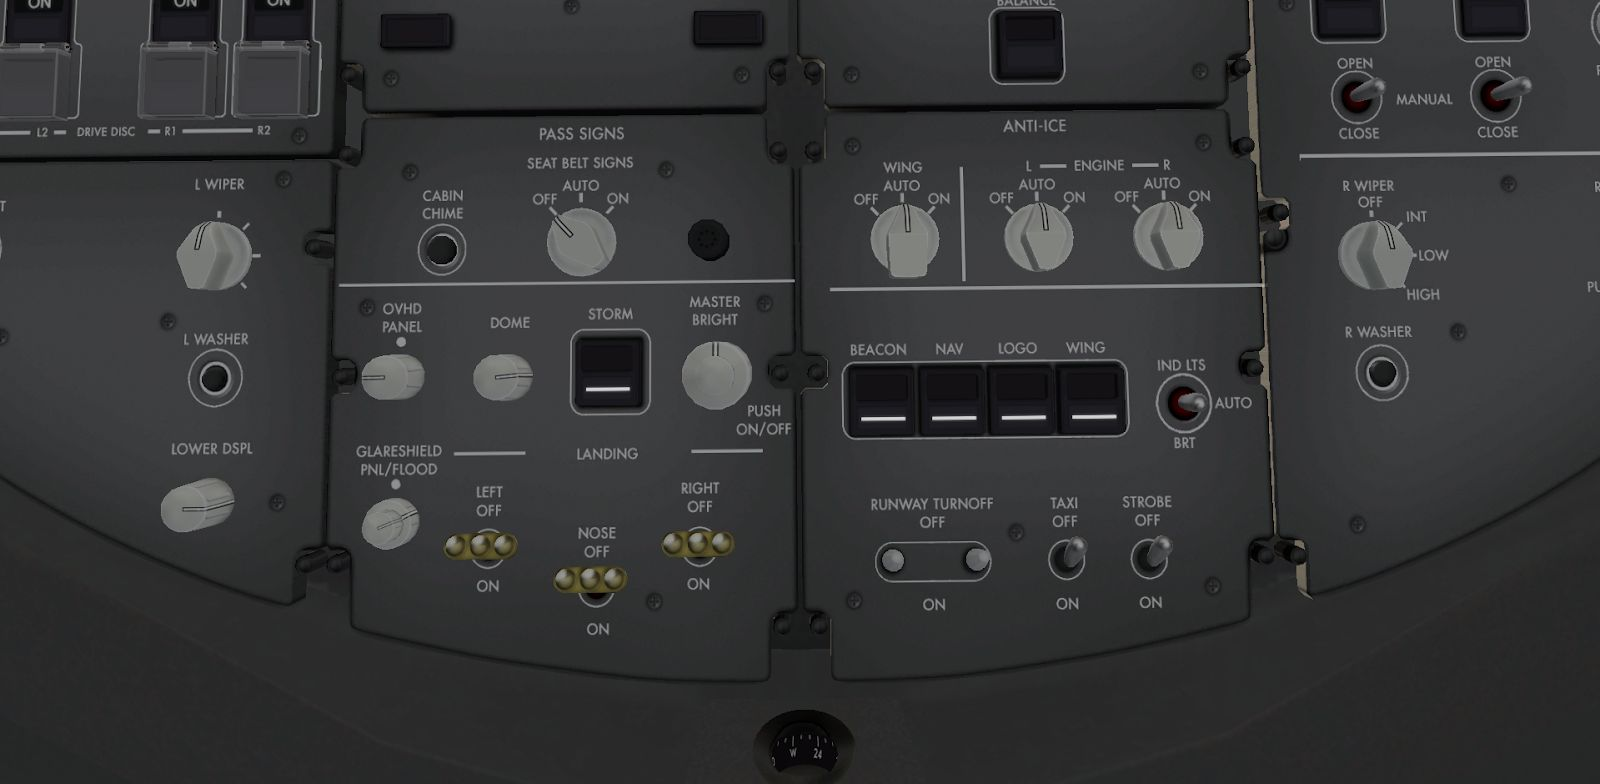 ON
ON
ON
L2
DRIVE DISC
R1
R2
L WIPER
L WASHER
LOWER DSPL
PASS SIGNS
SEAT BELT SIGNS
AUTO
OFF
ON
CABIN
CHIME
OVHD
PANEL
DOME
STORM
MASTER
BRIGHT
PUSH
ON/OFF
GLARESHIELD
PNL/FLOOD
LANDING
LEFT
OFF
ON
NOSE
OFF
ON
RIGHT
OFF
ON
BALANCE
ANTI-ICE
WING
AUTO
OFF
ON
L
ENGINE
R
AUTO
OFF
ON
AUTO
OFF
ON
BEACON
NAV
LOGO
WING
IND LTS
AUTO
BRT
RUNWAY TURNOFF
OFF
ON
TAXI
OFF
ON
STROBE
OFF
ON
OPEN
MANUAL
CLOSE
OPEN
CLOSE
R WIPER
OFF
INT
LOW
HIGH
R WASHER
W
24